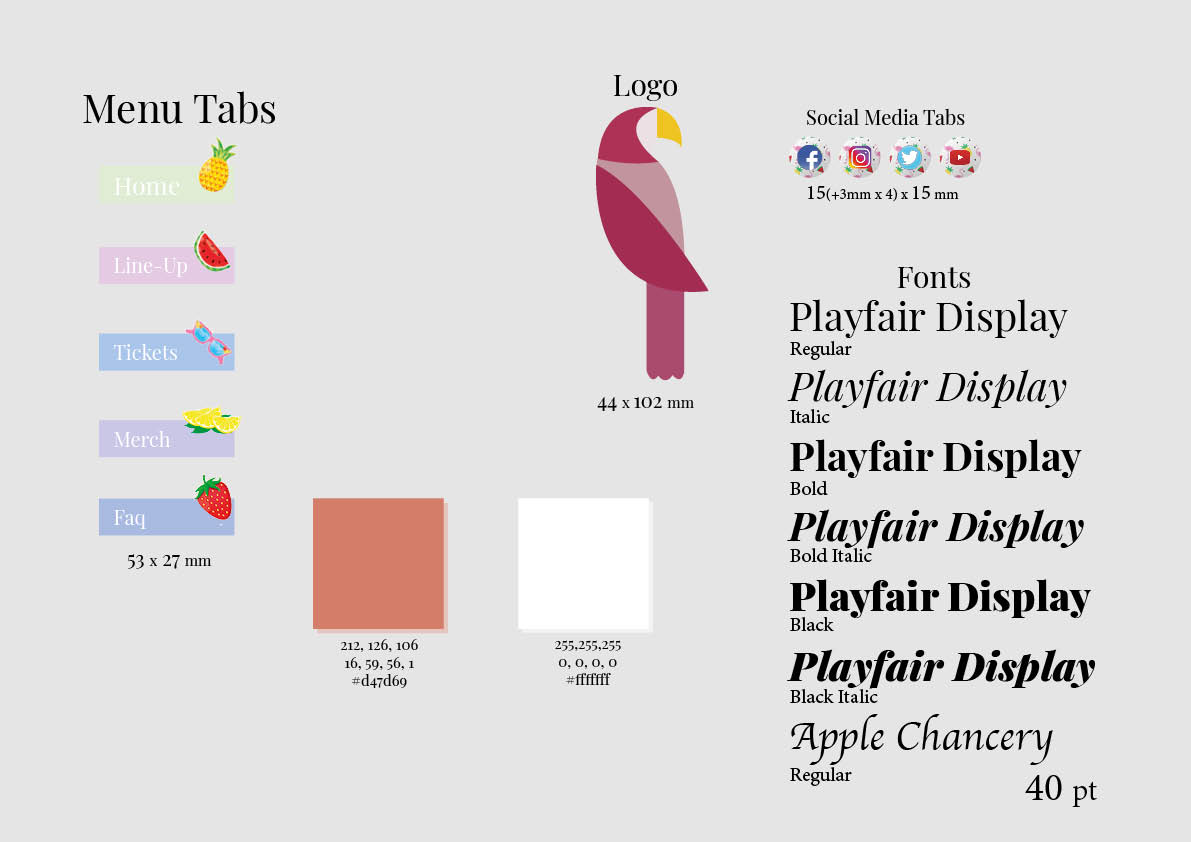 Menu Tabs
Home
Line-Up
Tickets
Merch
Faq
53 x 27 mm
Logo
44 x 102 mm
212, 126, 106
16, 59, 56, 1
#d47d69
255,255,255
0, 0, 0, 0
#fffffff
Social Media Tabs
15(+3mm x 4) x 15 mm
Fonts
Playfair Display
Regular
Playfair Display
Italic
Playfair Display
Bold
Playfair Display
Bold Italic
Playfair Display
Black
Playfair Display
Black Italic
Apple Chancery
Regular
40 pt